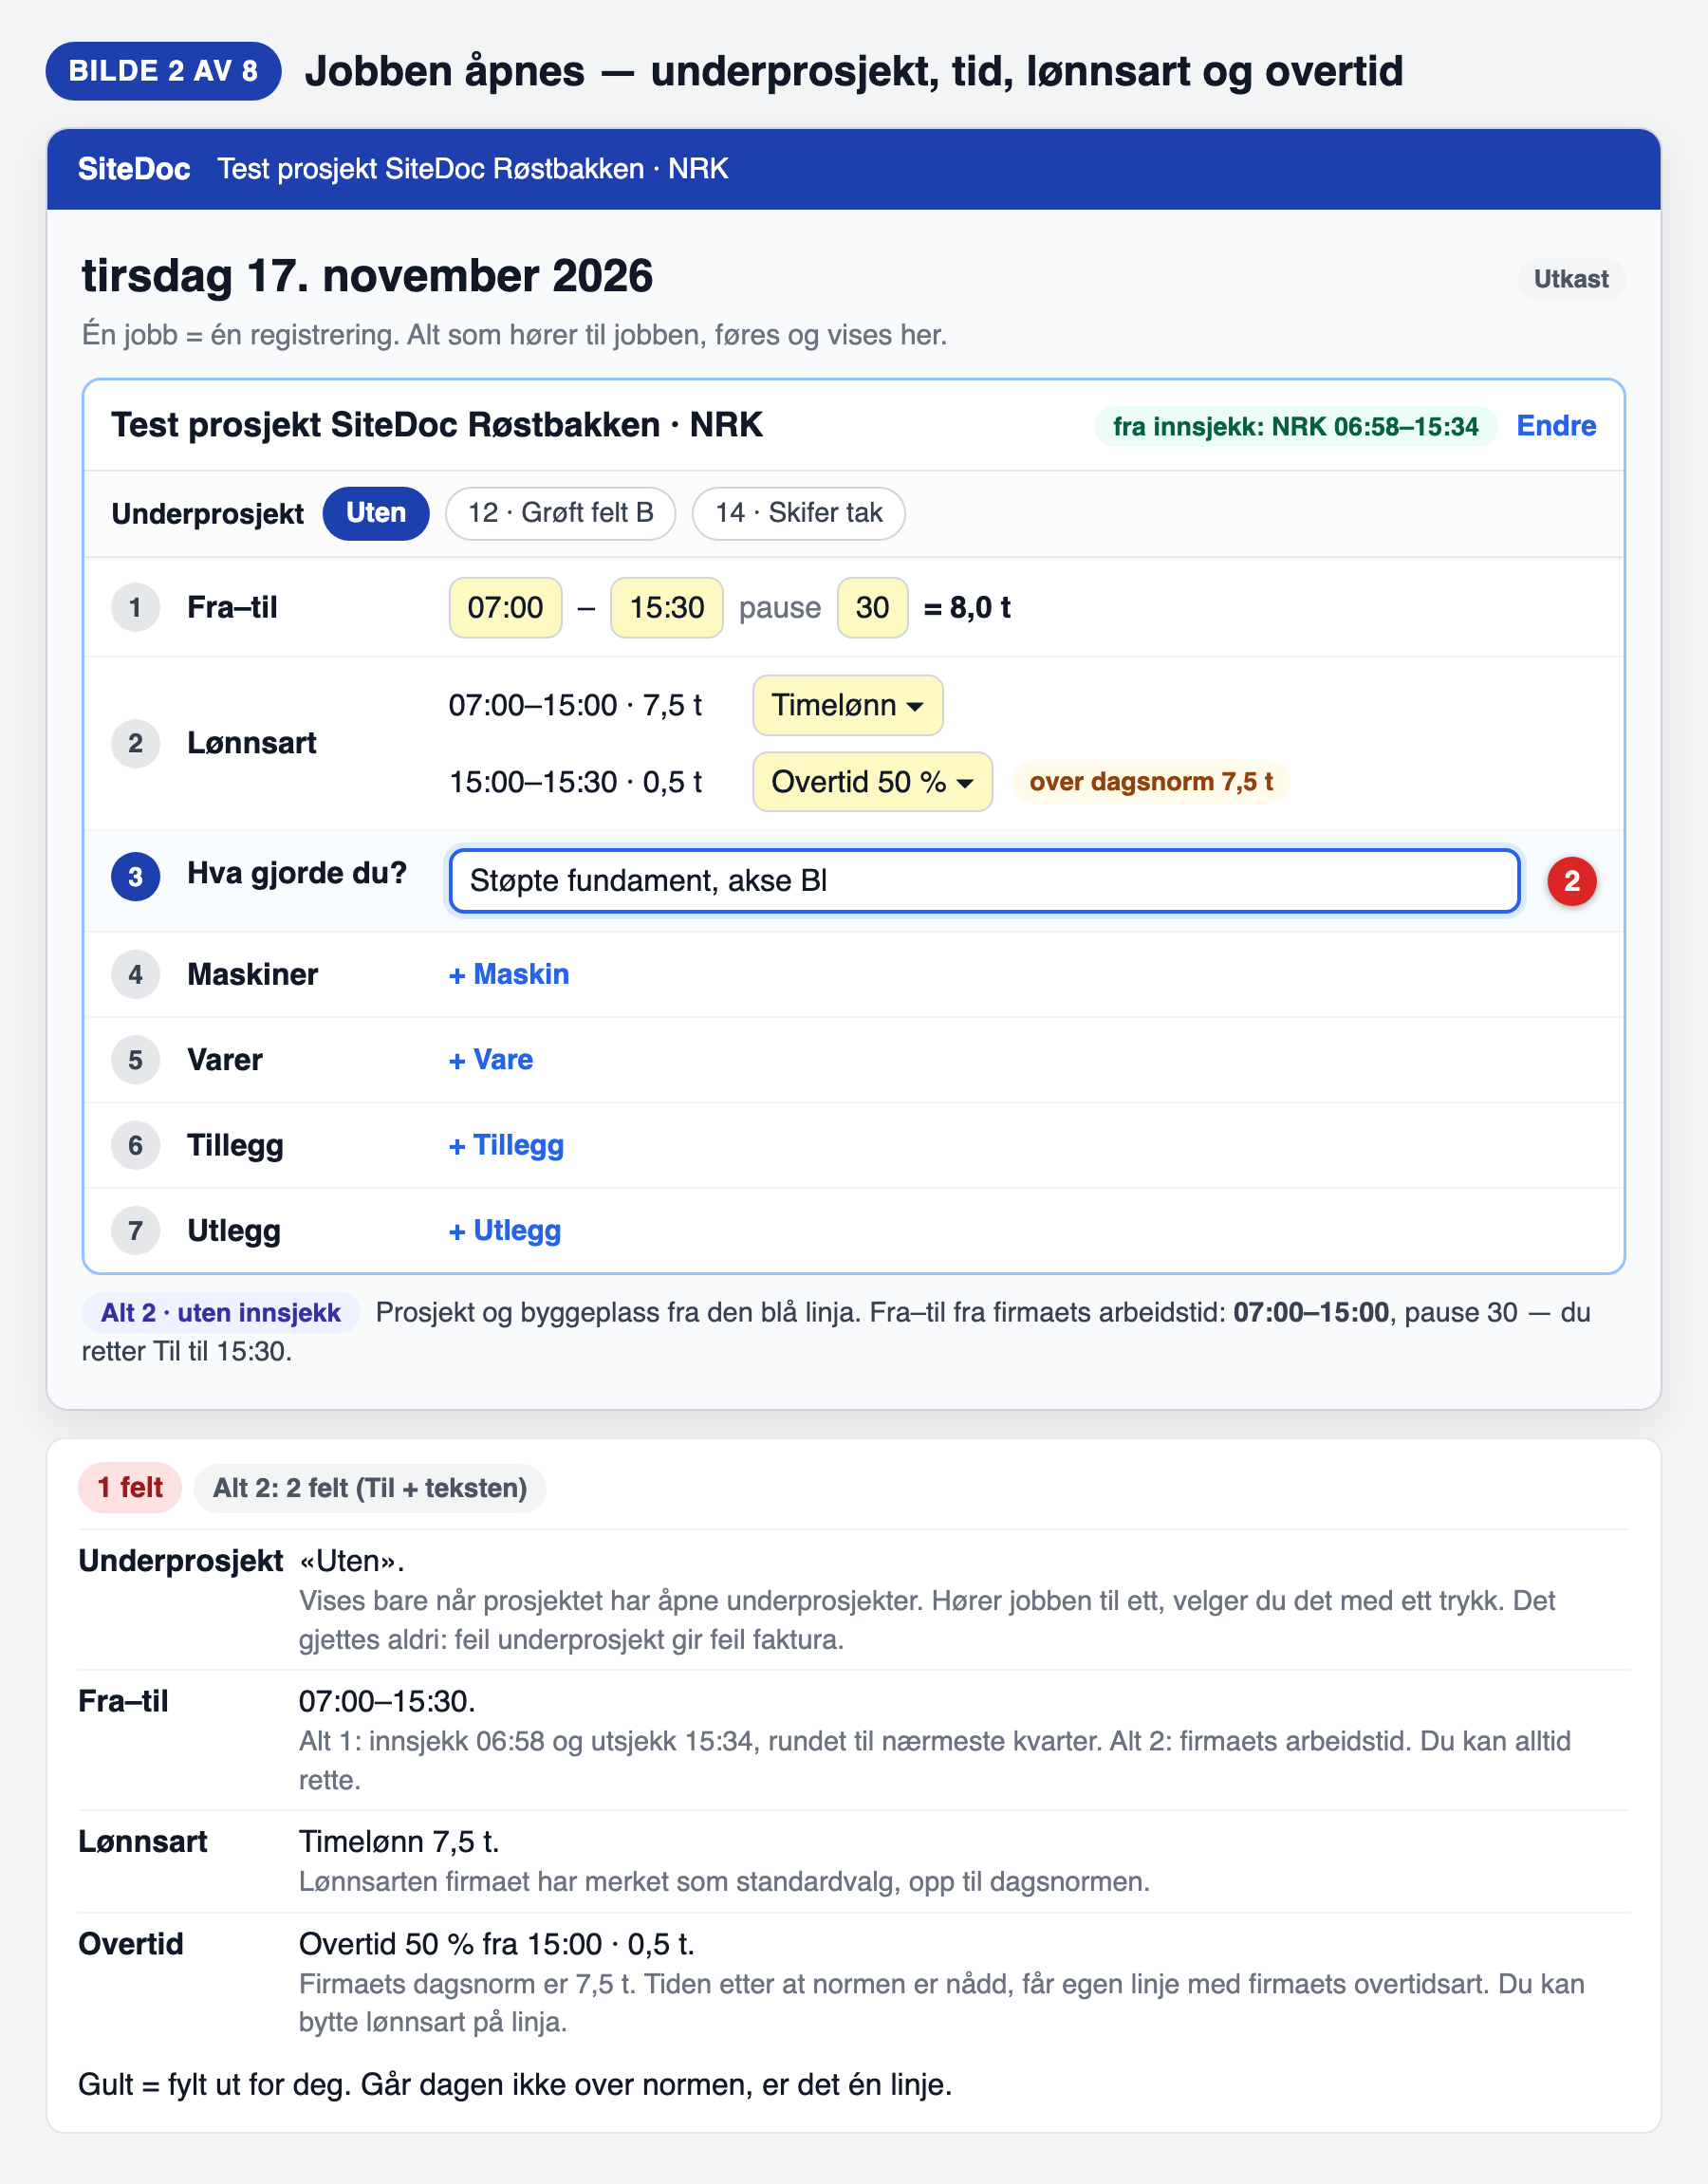 BILDE 2 AV 8 Jobben åpnes — underprosjekt, tid, lønnsart og overtid
SiteDoc Test prosjekt SiteDoc Røstbakken · NRK
tirsdag 17. november 2026 Utkast
Én jobb = én registrering. Alt som hører til jobben, føres og vises her.
Test prosjekt SiteDoc Røstbakken · NRK fra innsjekk: NRK 06:58–15:34 Endre
Underprosjekt Uten 12 · Grøft felt B 14 · Skifer tak
1 Fra–til 07:00 – 15:30 pause 30 = 8,0 t
2 Lønnsart 07:00–15:00 · 7,5 t Timelønn
15:00–15:30 · 0,5 t Overtid 50 % over dagsnorm 7,5 t
3 Hva gjorde du? Støpte fundament, akse B 2
4 Maskiner + Maskin
5 Varer + Vare
6 Tillegg + Tillegg
7 Utlegg + Utlegg
Alt 2 · uten innsjekk Prosjekt og byggeplass fra den blå linja. Fra–til fra firmaets arbeidstid: 07:00–15:00, pause 30 — du
retter Til til 15:30.
1 felt Alt 2: 2 felt (Til + teksten)
Underprosjekt «Uten».
Vises bare når prosjektet har åpne underprosjekter. Hører jobben til ett, velger du det med ett trykk. Det
gjettes aldri: feil underprosjekt gir feil faktura.
Fra–til 07:00–15:30.
Alt 1: innsjekk 06:58 og utsjekk 15:34, rundet til nærmeste kvarter. Alt 2: firmaets arbeidstid. Du kan alltid
rette.
Lønnsart Timelønn 7,5 t.
Lønnsarten firmaet har merket som standardvalg, opp til dagsnormen.
Overtid Overtid 50 % fra 15:00 · 0,5 t.
Firmaets dagsnorm er 7,5 t. Tiden etter at normen er nådd, får egen linje med firmaets overtidsart. Du kan
bytte lønnsart på linja.
Gult = fylt ut for deg. Går dagen ikke over normen, er det én linje.